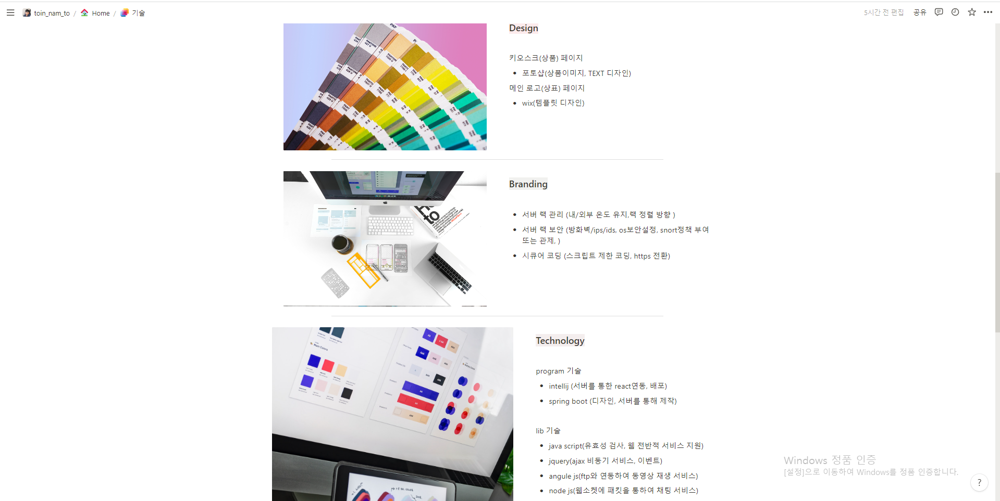 toin_nam_to / Home / 기술
5시간 전 편집 공유
Design
키오스크(상품) 페이지
• 포토샵(상품이미지, TEXT 디자인)
메인 로고(상표) 페이지
• wix(템플릿 디자인)
Branding
• 서버 랙 관리 (내/외부 온도 유지,랙 정렬 방향 )
• 서버 랙 보안 (방화벽/ips/ids, os보안설정, snort정책 부여
또는 관제, )
• 시큐어 코딩 (스크립트 제한 코딩, https 전환)
Main Colors
Technology
program 기술
• intellij (서버를 통한 react연동, 배포)
• spring boot (디자인, 서버를 통해 제작)
lib 기술
• java script(유효성 검사, 웹 전반적 서비스 지원)
• jquery(ajax 비동기 서비스, 이벤트)
• angule js(ftp와 연동하여 동영상 재생 서비스)
• node js(웹소켓에 패킷을 통하여 채팅 서비스)
Windows 정품 인증
[설정]으로 이동하여 Windows를 정품 인증합니다.
?